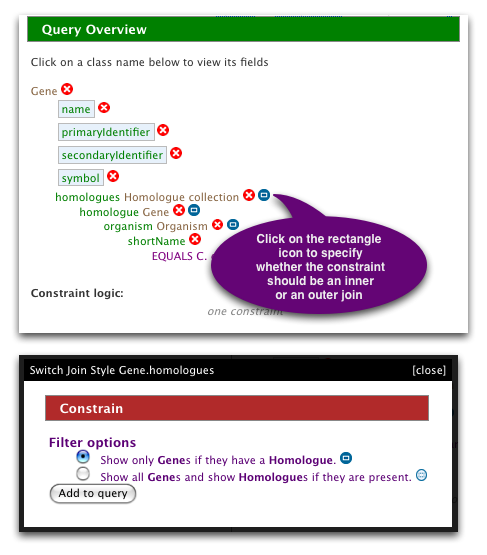 Query Overview
Click on a class name below to view its fields
Gene
name
primaryIdentifier
secondaryIdentifier
symbol
homologues Homologue collection
homologue Gene
organism Organism
shortName
EQUALS C.
Click on the rectangle
icon to specify
whether the constraint
should be an inner
or an outer join
Constraint logic:
one constraint
Switch Join Style Gene.homologues [close]
Constrain
Filter options
Show only Genes if they have a Homologue.
Show all Genes and show Homologues if they are present.
Add to query